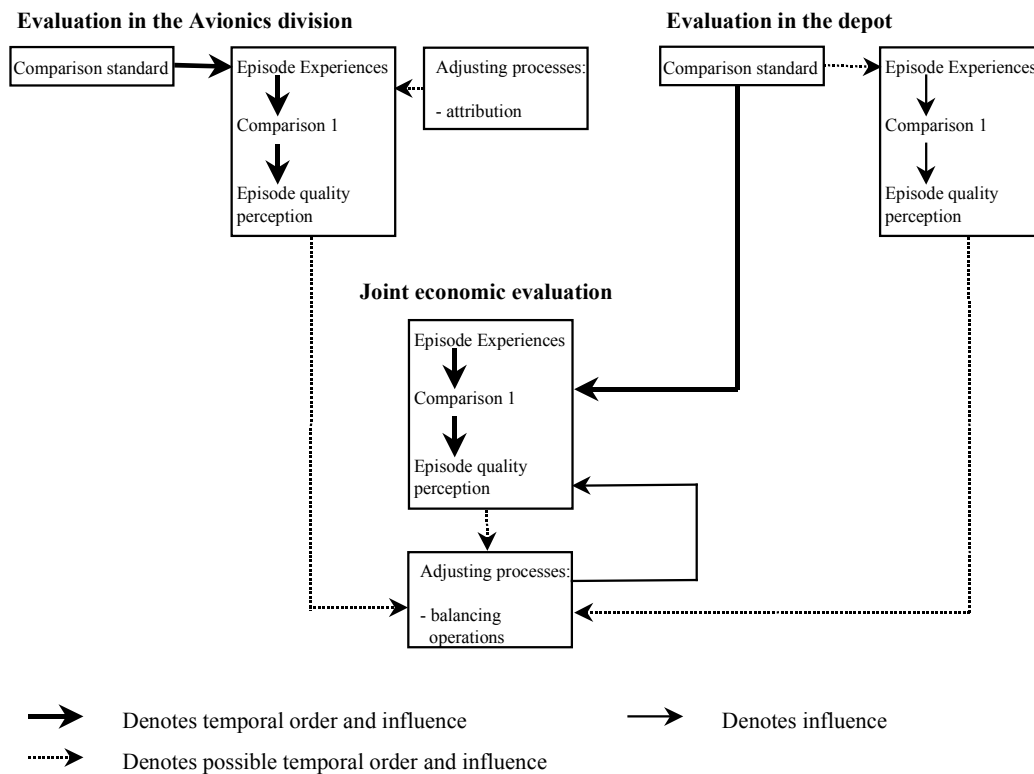 Evaluation in the Avionics division
Comparison standard
Episode Experiences
Comparison 1
Episode quality
perception
Adjusting processes:
- attribution
Evaluation in the depot
Comparison standard
Episode Experiences
Comparison 1
Episode quality
perception
Joint economic evaluation
Episode Experiences
Comparison 1
Episode quality
perception
Adjusting processes:
- balancing
operations
Denotes temporal order and influence
Denotes influence
Denotes possible temporal order and influence